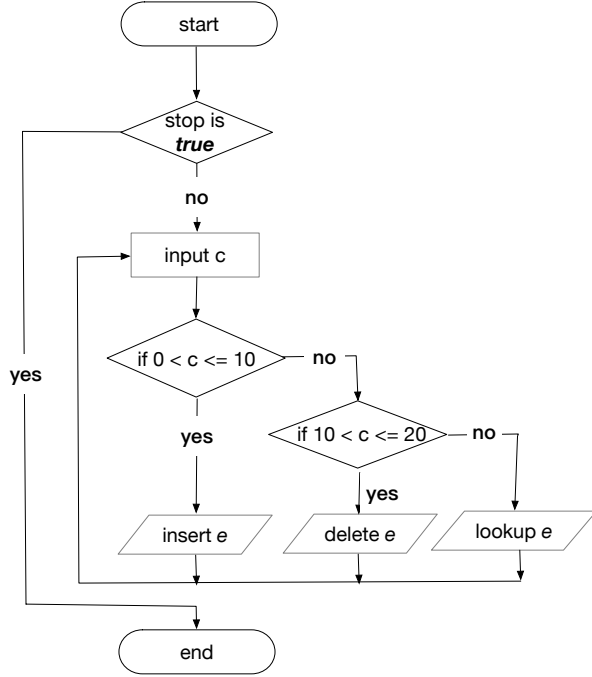 start
stop is
true
no
input c
if 0 < c <= 10
no
yes
yes
if 10 < c <= 20
no
yes
insert e
delete e
lookup e
end